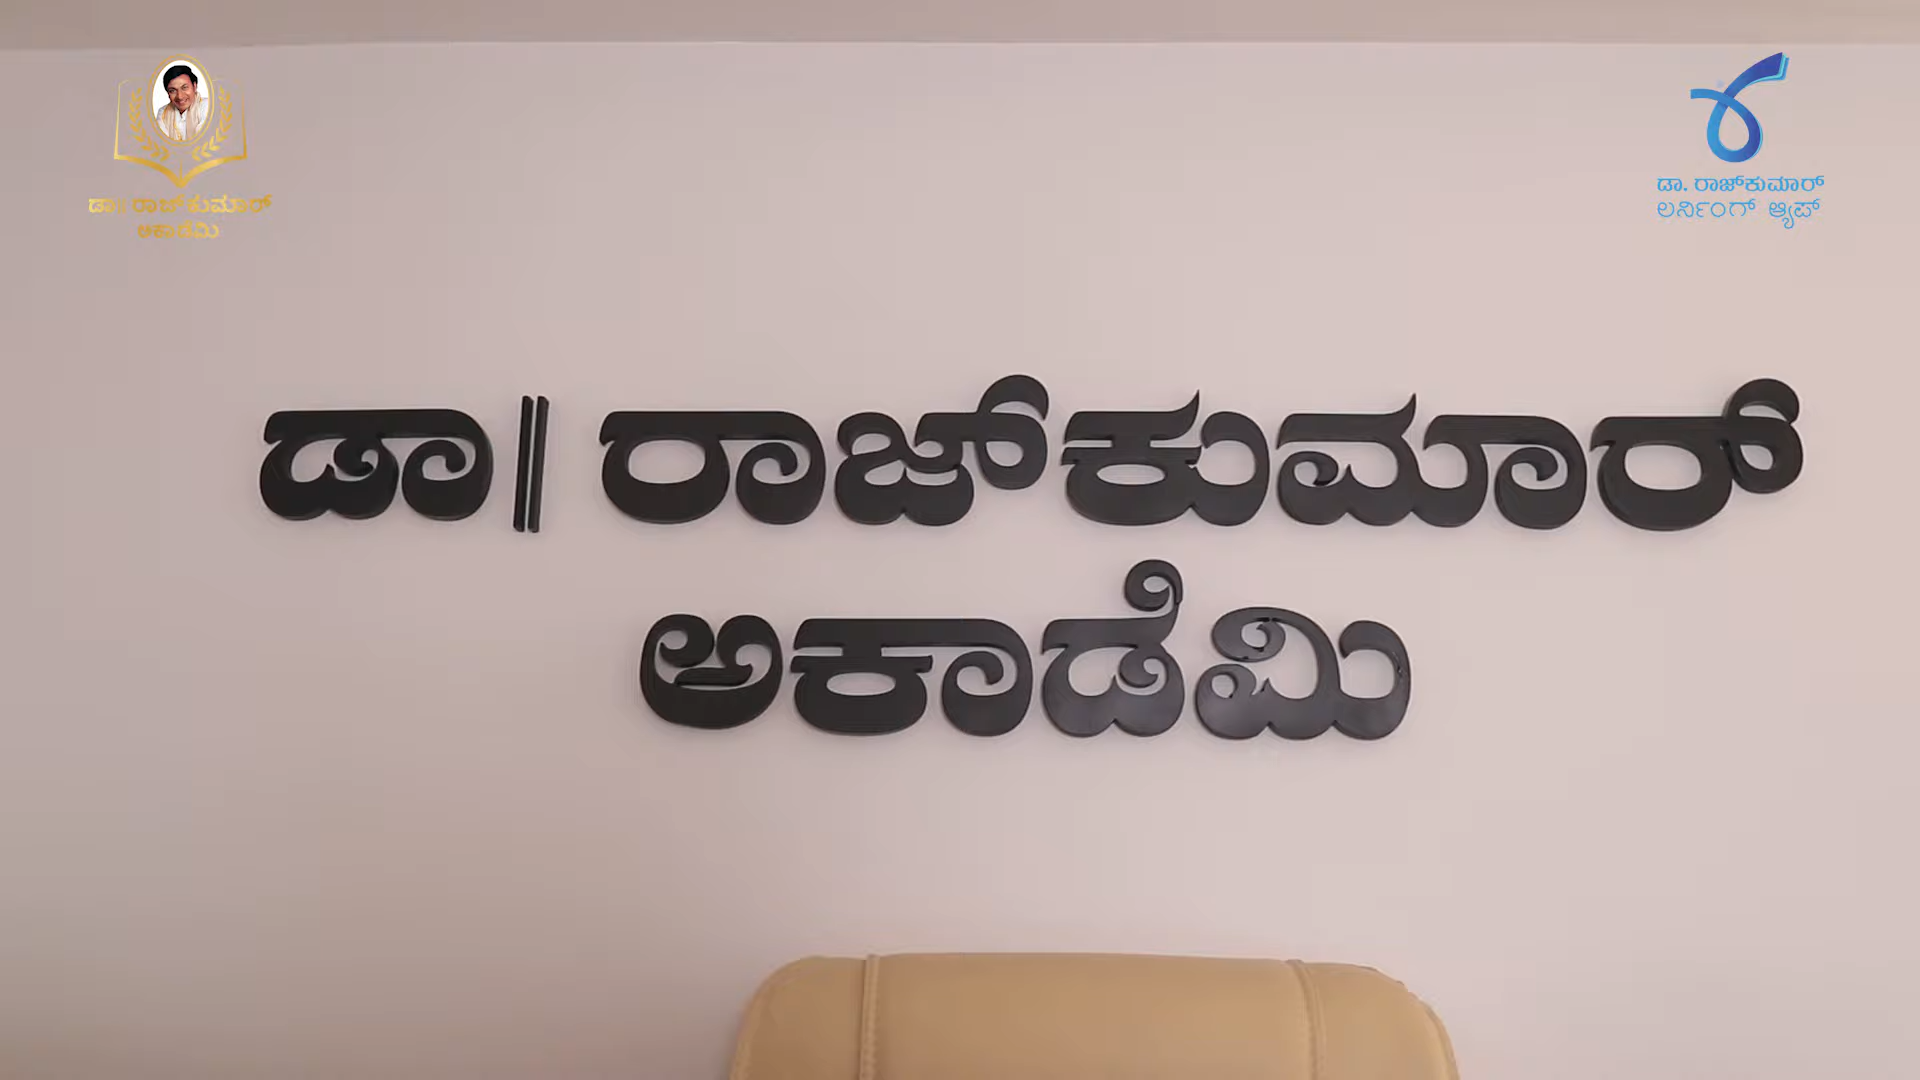 ಡಾ|| ರಾಜ್‌ಕುಮಾರ್
ಅಕಾಡೆಮಿ
ಡಾ. ರಾಜ್‌ಕುಮಾರ್
ಲರ್ನಿಂಗ್ ಆ್ಯಪ್
ಡಾ|| ರಾಜ್‌ಕುಮಾರ್
ಅಕಾಡೆಮಿ